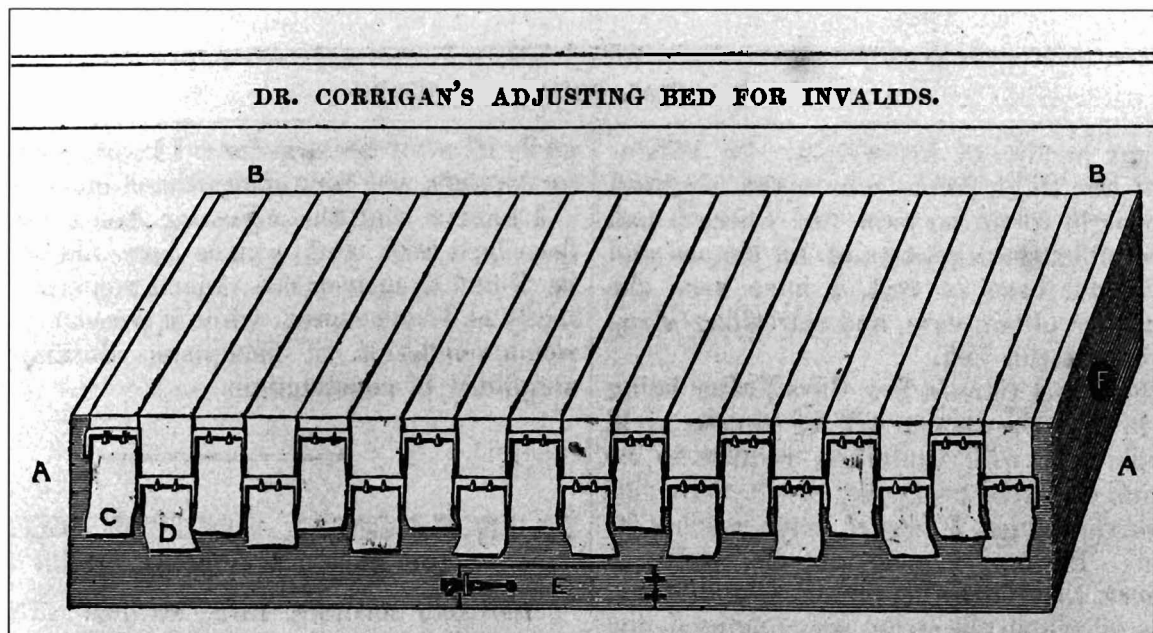 DR. CORRIGAN'S ADJUSTING BED FOR INVALIDS.
B B
F
A A
C D
E